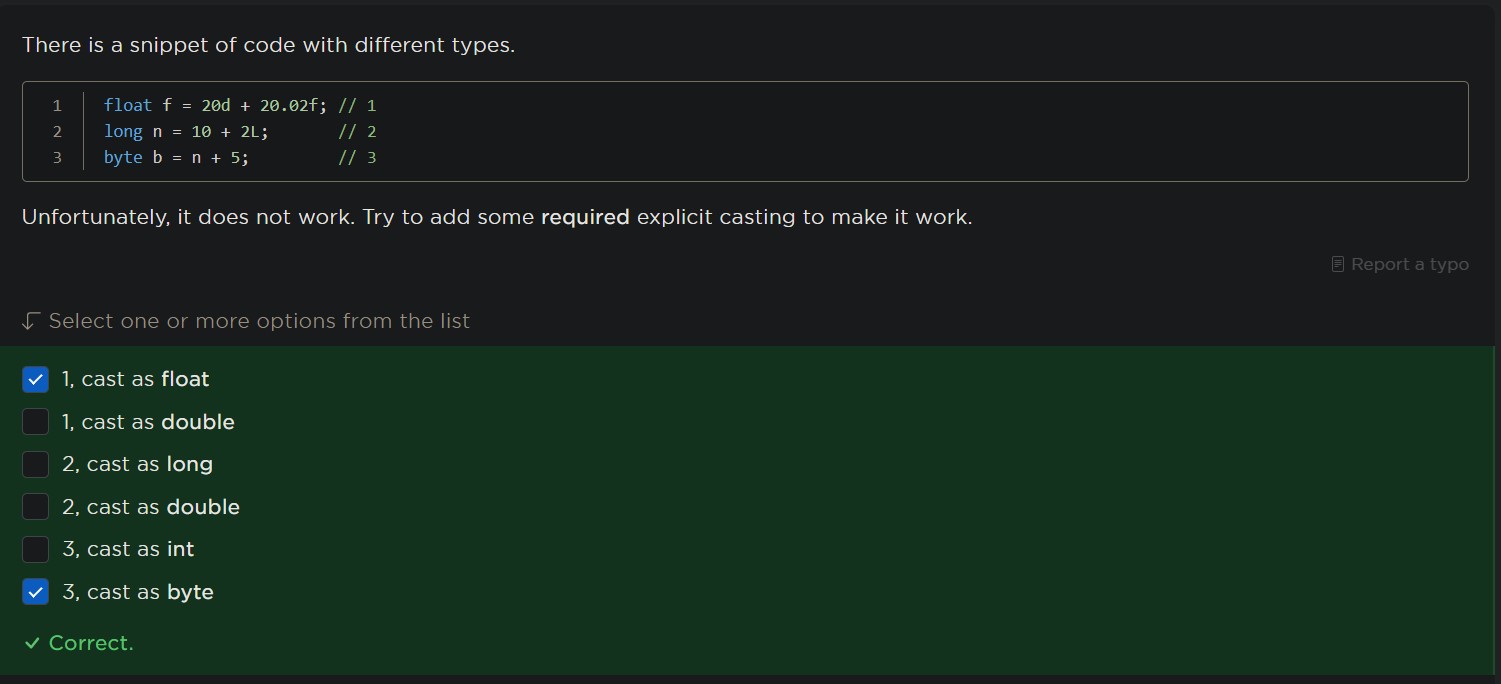 There is a snippet of code with different types.
1 float f = 20d + 20.02f; // 1
2 long n = 10 + 2L; // 2
3 byte b = n + 5; // 3
Unfortunately, it does not work. Try to add some required explicit casting to make it work.
Report a typo
Select one or more options from the list
1, cast as float
1, cast as double
2, cast as long
2, cast as double
3, cast as int
3, cast as byte
Correct.